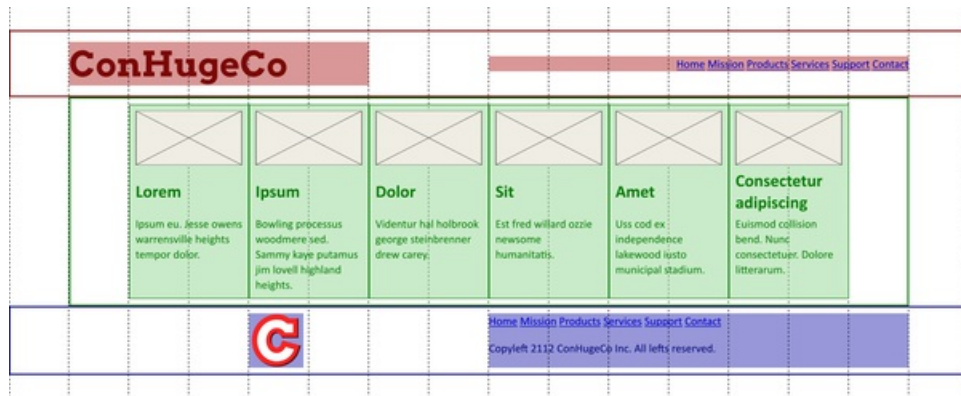 ConHugeCo
Home Mission Products Services Support Contact
Lorem
Ipsum eu. Jesse owens
warrensville heights
tempor dolor.
Ipsum
Bowling processus
woodmere sed.
Sammy kaye putamus
jim lovell highland
heights.
Dolor
Videntur hal holbrook
george steinbrenner
drew carey.
Sit
Est fred willard ozzie
newsome
humanitatis.
Amet
Uss cod ex
independence
lakewood iusto
municipal stadium.
Consectetur
adipiscing
Euismod collision
bend. Nunc
consectetuer. Dolore
litterarum.
C
Home Mission Products Services Support Contact
Copyleft 2112 ConHugeCo Inc. All lefts reserved.